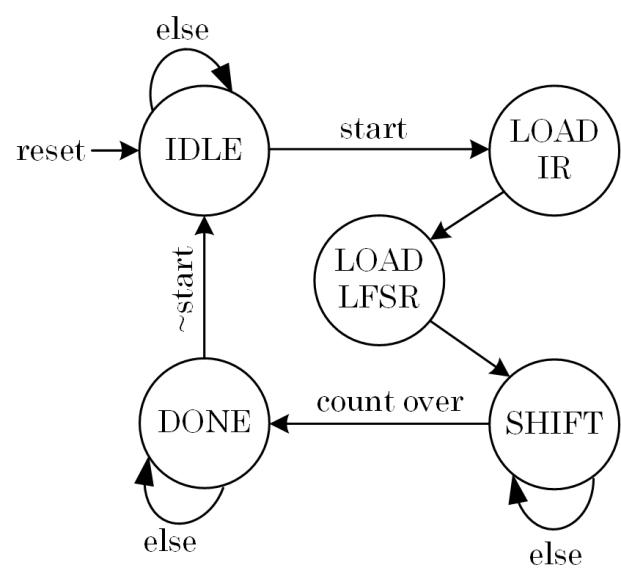 else
reset
IDLE
start
LOAD
IR
LOAD
LFSR
~start
DONE
count over
SHIFT
else
else